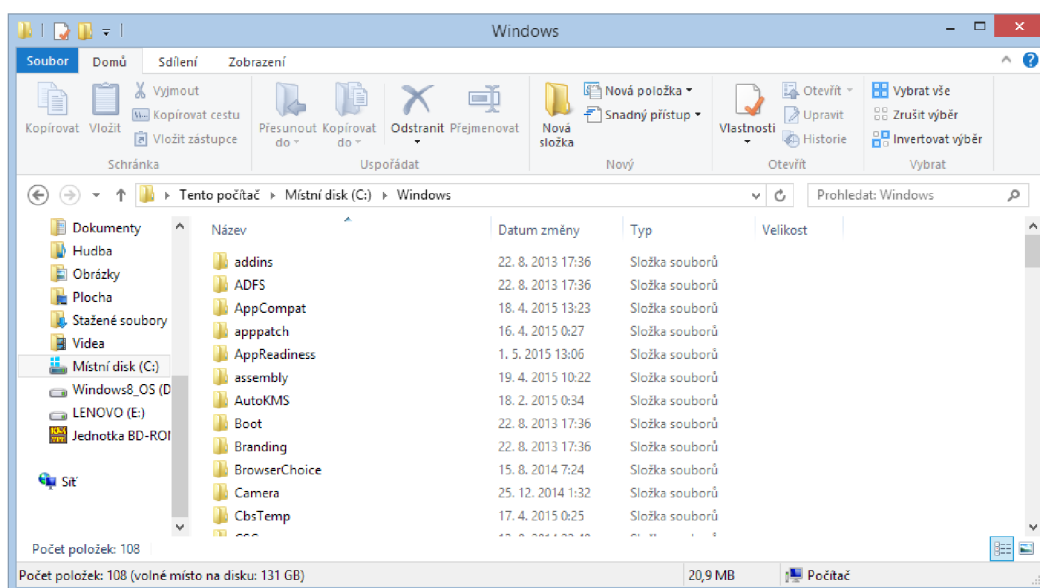 Windows
Soubor Domů Sdílení Zobrazení
Kopírovat Vložit Vyjmout Kopírovat cestu Vložit zástupce
Schránka
Přesunout do Kopírovat do Odstranit Přejmenovat
Uspořádat
Nová složka Nová položka Snadný přístup
Nový
Vlastnosti Otevřít Upravit Historie
Otevřít
Vybrat vše Zrušit výběr Invertovat výběr
Vybrat
Tento počítač Místní disk (C:) Windows
Prohledat: Windows
Dokumenty
Hudba
Obrázky
Plocha
Stažené soubory
Videa
Místní disk (C:)
Windows8_OS (D
LENOVO (E:)
Jednotka BD-RO
Síť
Název Datum změny Typ Velikost
addins 22. 8. 2013 17:36 Složka souborů
ADFS 22. 8. 2013 17:36 Složka souborů
AppCompat 18. 4. 2015 13:23 Složka souborů
apppatch 16. 4. 2015 0:27 Složka souborů
AppReadiness 1. 5. 2015 13:06 Složka souborů
assembly 19. 4. 2015 10:22 Složka souborů
AutoKMS 18. 2. 2015 0:34 Složka souborů
Boot 22. 8. 2013 17:36 Složka souborů
Branding 22. 8. 2013 17:36 Složka souborů
BrowserChoice 15. 8. 2014 7:24 Složka souborů
Camera 25. 12. 2014 1:32 Složka souborů
CbsTemp 17. 4. 2015 0:25 Složka souborů
Počet položek: 108
Počet položek: 108 (volné místo na disku: 131 GB) 20,9 MB Počítač